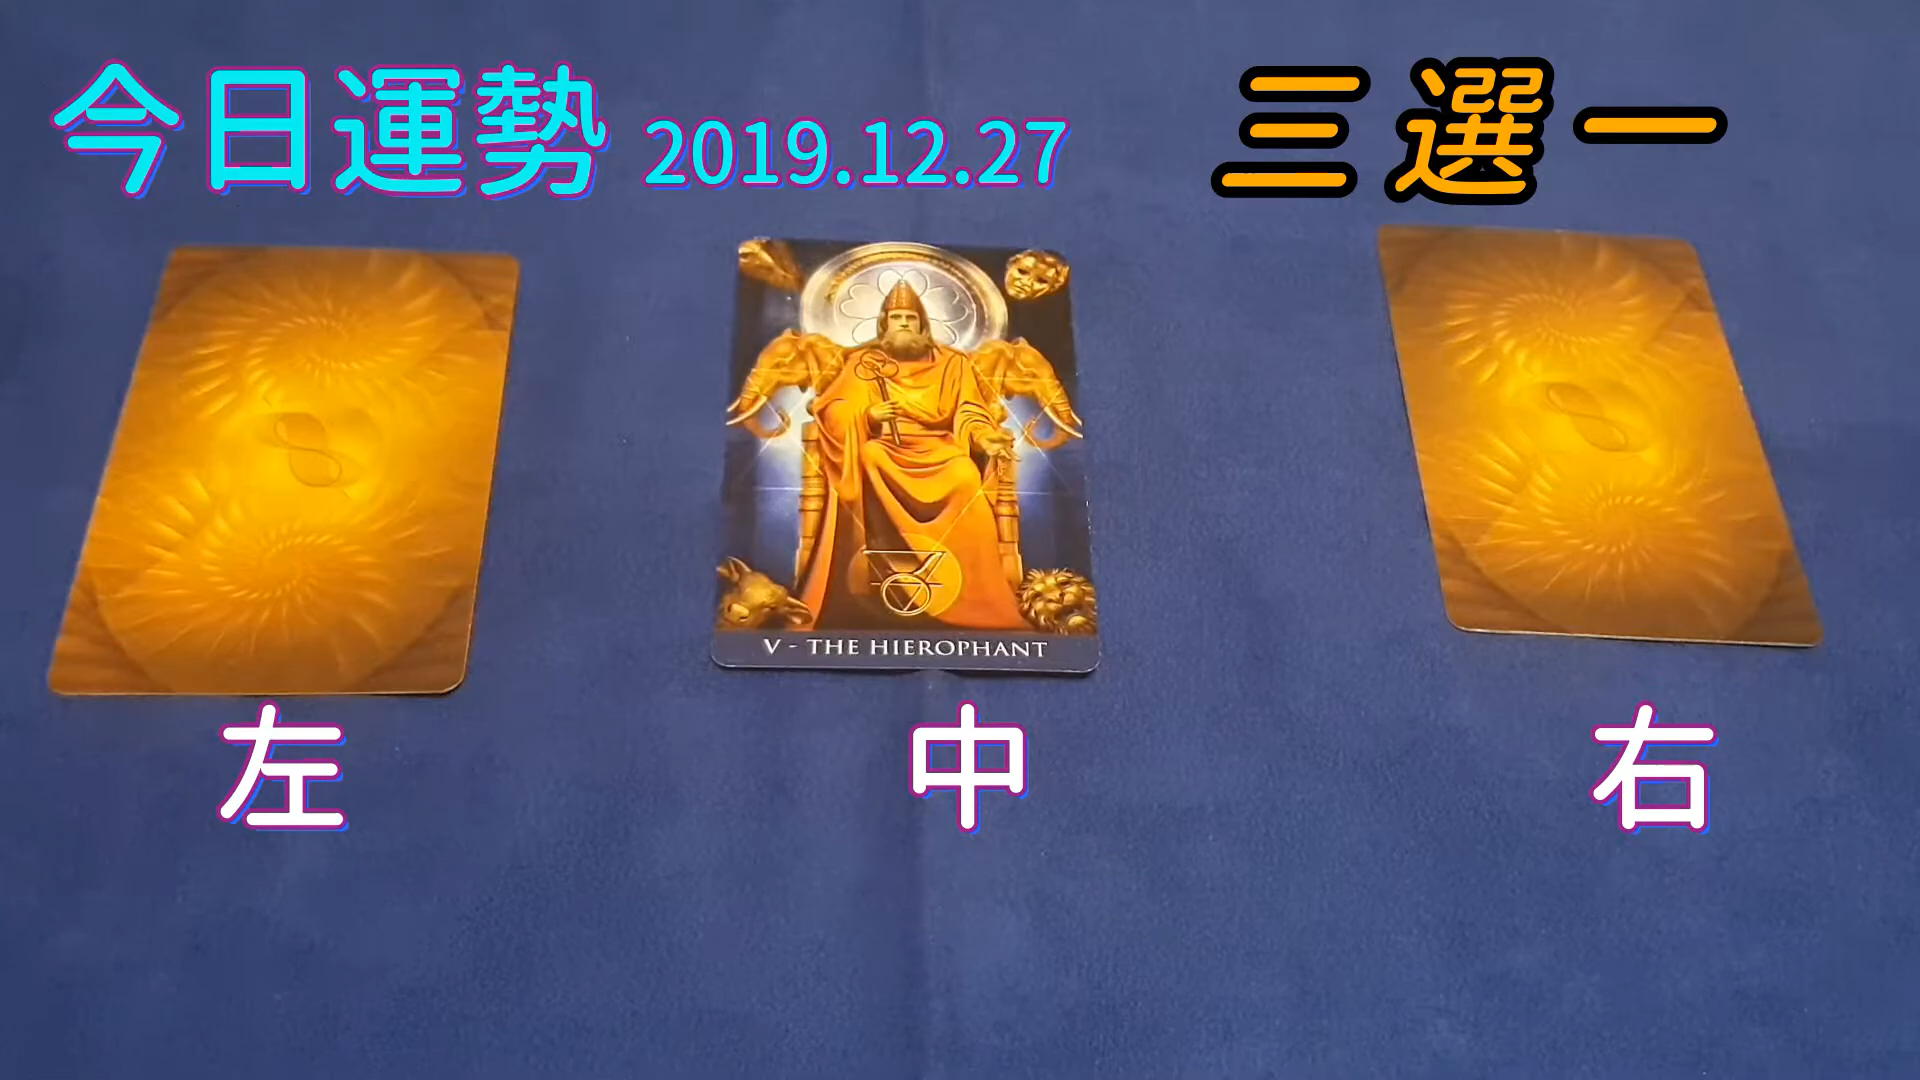 今日運勢 2019.12.27 三選一
V - THE HIEROPHANT
左 中 右